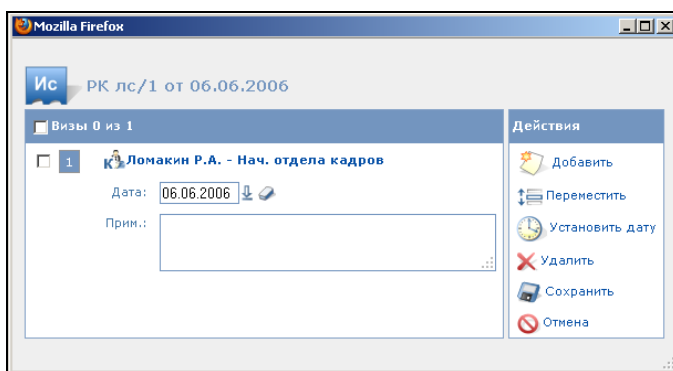 Mozilla Firefox
Ис РК лс/1 от 06.06.2006
Визы 0 из 1
1 К Ломакин Р.А. - Нач. отдела кадров
Дата: 06.06.2006
Прим.:
Действия
Добавить
Переместить
Установить дату
Удалить
Сохранить
Отмена